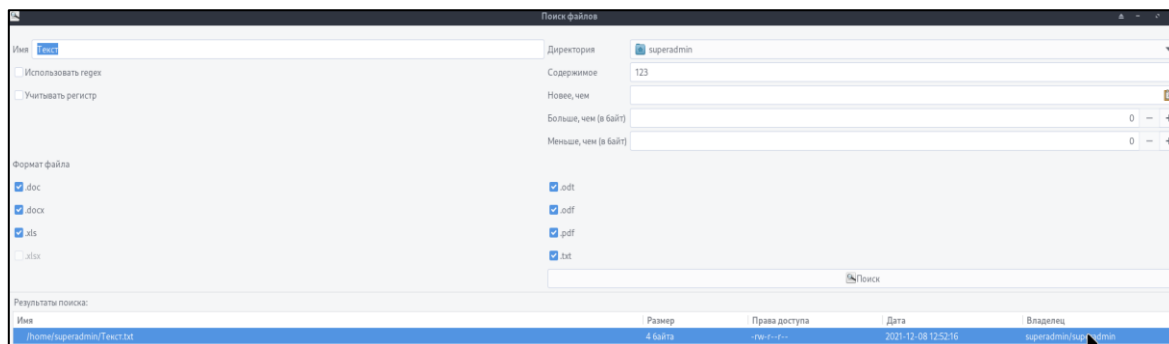 Поиск файлов
Имя Текст
Директория superadmin
Использовать regex
Содержимое 123
Учитывать регистр
Новее, чем
Больше, чем (в байт) 0 − +
Меньше, чем (в байт) 0 − +
Формат файла
.doc .odt
.docx .odf
.xls .pdf
.xlsx .txt
Поиск
Результаты поиска:
Имя Размер Права доступа Дата Владелец
/home/superadmin/Текст.txt 4 байта -rw-r--r-- 2021-12-08 12:52:16 superadmin/superadmin